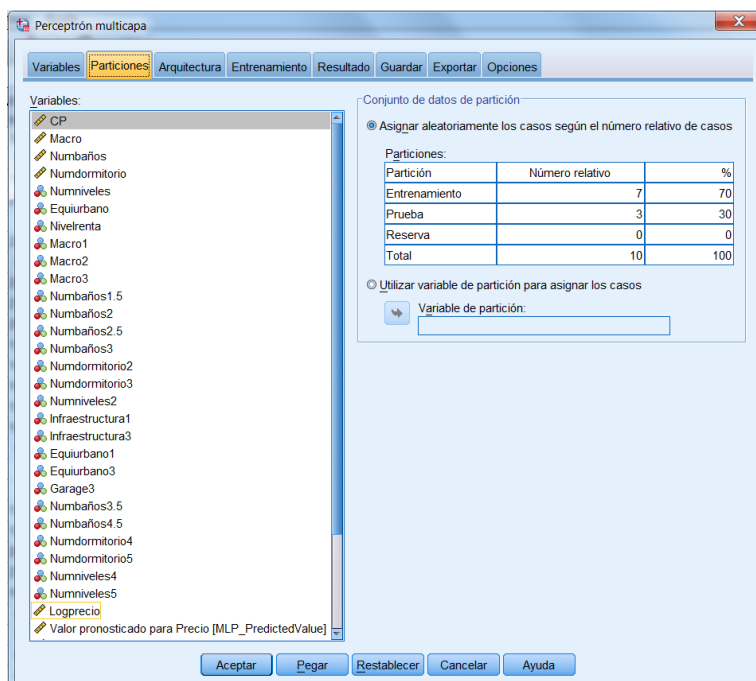 Perceptrón multicapa
Variables Particiones Arquitectura Entrenamiento Resultado Guardar Exportar Opciones
Variables:
CP
Macro
Numbaños
Numdormitorio
Numniveles
Equiurbano
Nivelrenta
Macro1
Macro2
Macro3
Numbaños1.5
Numbaños2
Numbaños2.5
Numbaños3
Numdormitorio2
Numdormitorio3
Numniveles2
Infraestructura1
Infraestructura3
Equiurbano1
Equiurbano3
Garage3
Numbaños3.5
Numbaños4.5
Numdormitorio4
Numdormitorio5
Numniveles4
Numniveles5
Logprecio
Valor pronosticado para Precio [MLP_PredictedValue]
Conjunto de datos de partición
Asignar aleatoriamente los casos según el número relativo de casos
Particiones:
Partición Número relativo %
Entrenamiento 7 70
Prueba 3 30
Reserva 0 0
Total 10 100
Utilizar variable de partición para asignar los casos
Variable de partición:
Aceptar Pegar Restablecer Cancelar Ayuda